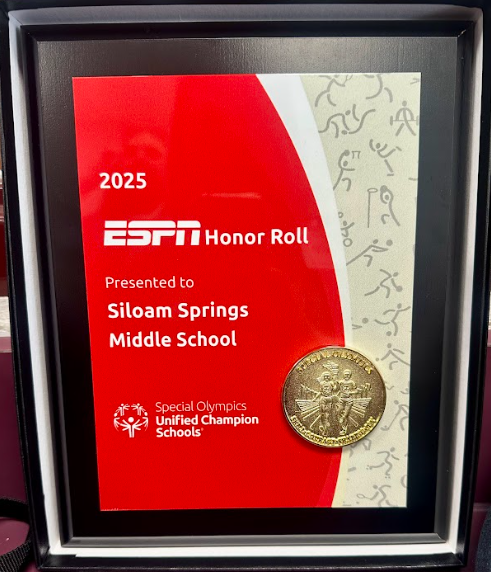 2025
ESPN Honor Roll
Presented to
Siloam Springs
Middle School
Special Olympics
Unified Champion
Schools®